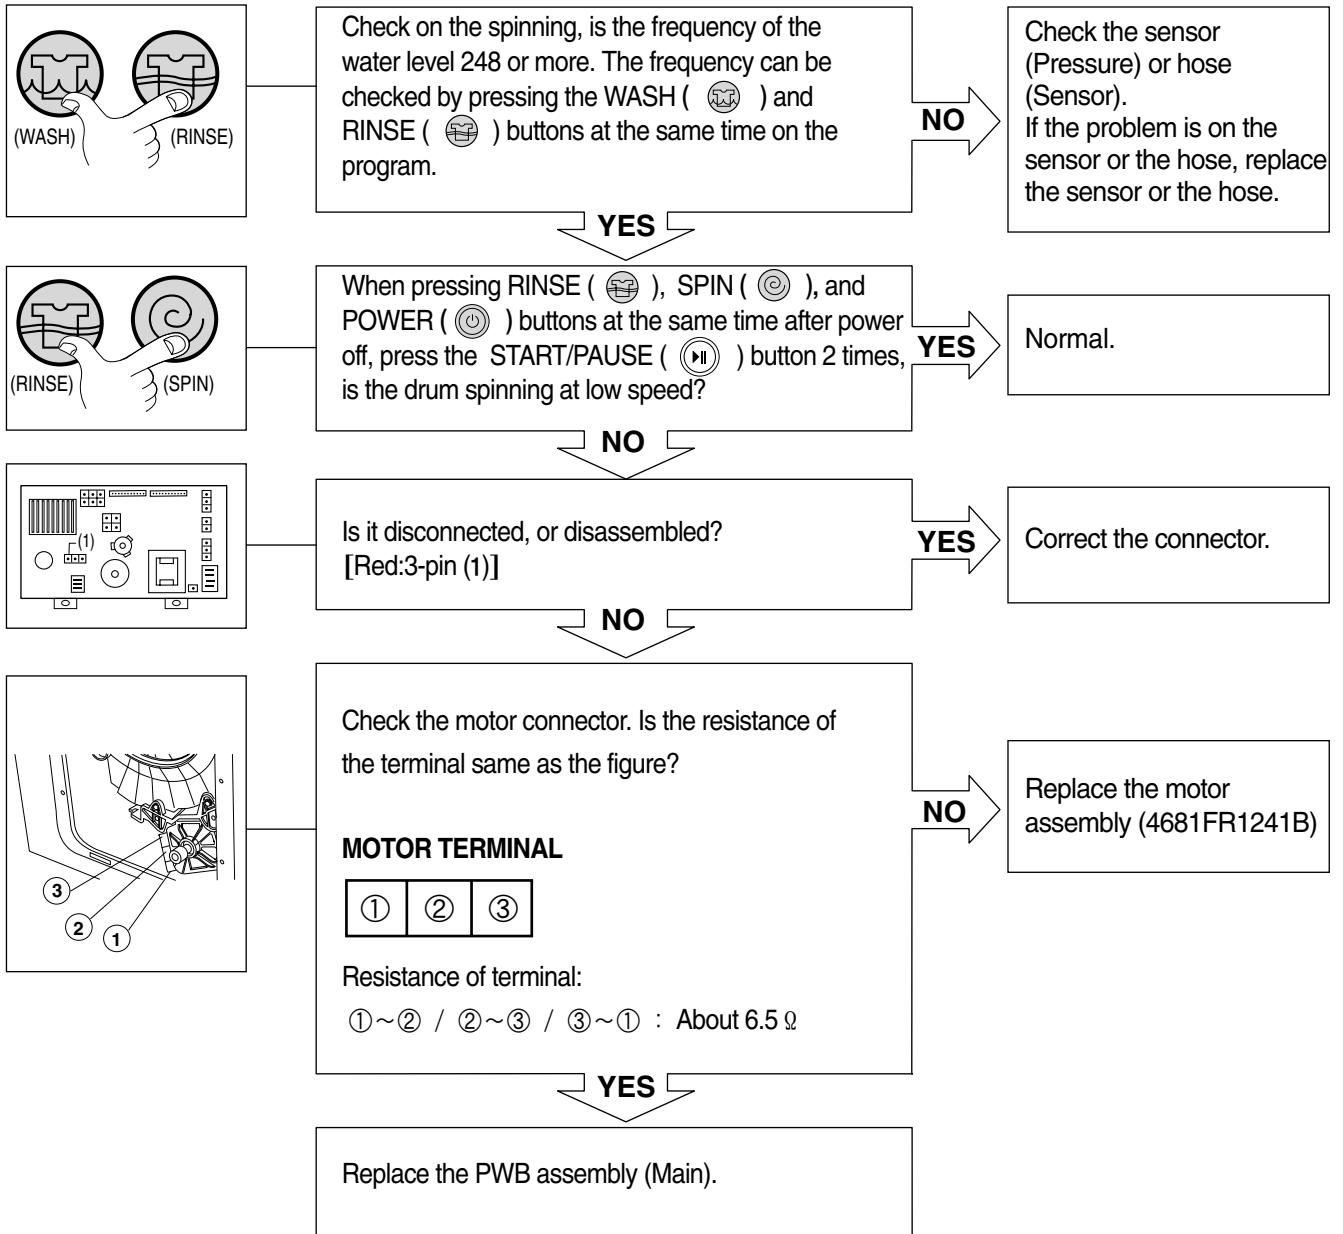 (WASH)
(RINSE)
Check on the spinning, is the frequency of the
water level 248 or more. The frequency can be
checked by pressing the WASH ( ) and
RINSE ( ) buttons at the same time on the
program.
NO
Check the sensor
(Pressure) or hose
(Sensor).
If the problem is on the
sensor or the hose, replace
the sensor or the hose.
YES
(RINSE)
(SPIN)
When pressing RINSE ( ), SPIN ( ), and
POWER ( ) buttons at the same time after power
off, press the START/PAUSE ( ) button 2 times,
is the drum spinning at low speed?
YES
Normal.
NO
(1)
Is it disconnected, or disassembled?
[Red:3-pin (1)]
YES
Correct the connector.
NO
3
2
1
Check the motor connector. Is the resistance of
the terminal same as the figure?
MOTOR TERMINAL
① ② ③
Resistance of terminal:
①~② / ②~③ / ③~① : About 6.5 Ω
NO
Replace the motor
assembly (4681FR1241B)
YES
Replace the PWB assembly (Main).